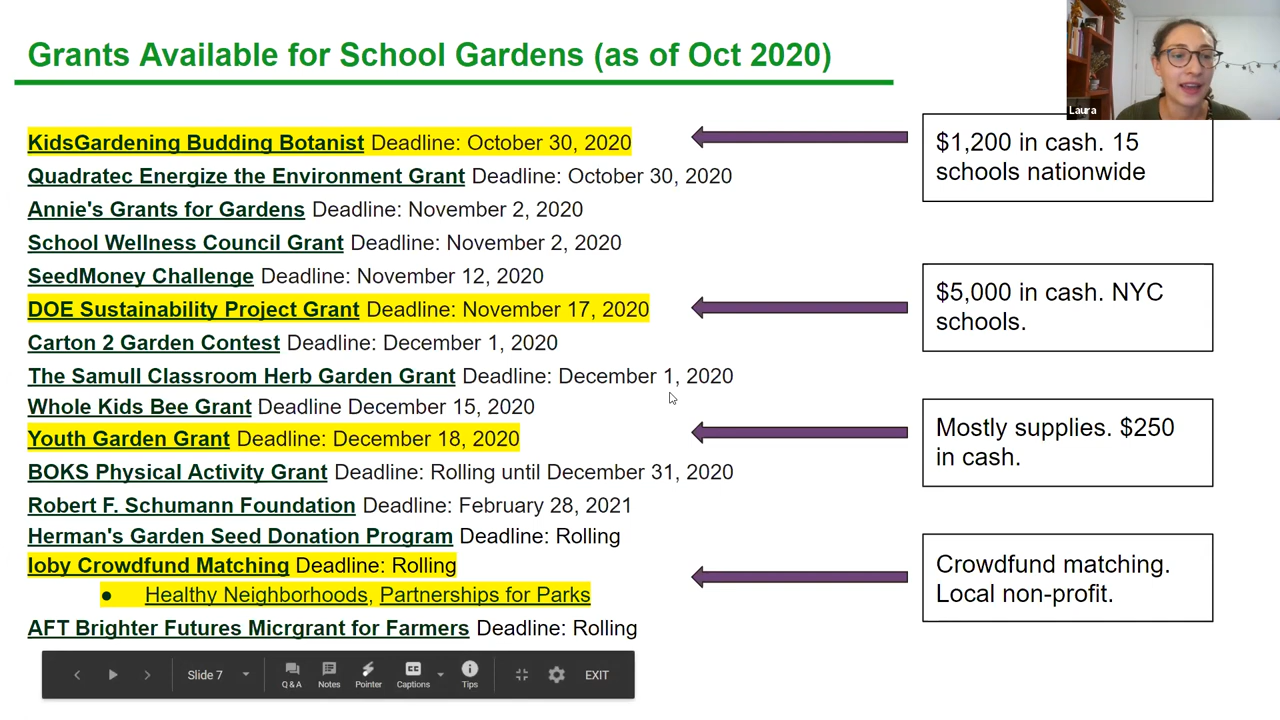 Grants Available for School Gardens (as of Oct 2020)
Laura
KidsGardening Budding Botanist Deadline: October 30, 2020
$1,200 in cash. 15
schools nationwide
Quadratec Energize the Environment Grant Deadline: October 30, 2020
Annie's Grants for Gardens Deadline: November 2, 2020
School Wellness Council Grant Deadline: November 2, 2020
SeedMoney Challenge Deadline: November 12, 2020
DOE Sustainability Project Grant Deadline: November 17, 2020
$5,000 in cash. NYC
schools.
Carton 2 Garden Contest Deadline: December 1, 2020
The Samull Classroom Herb Garden Grant Deadline: December 1, 2020
Whole Kids Bee Grant Deadline December 15, 2020
Youth Garden Grant Deadline: December 18, 2020
Mostly supplies. $250
in cash.
BOKS Physical Activity Grant Deadline: Rolling until December 31, 2020
Robert F. Schumann Foundation Deadline: February 28, 2021
Herman's Garden Seed Donation Program Deadline: Rolling
Ioby Crowdfund Matching Deadline: Rolling
● Healthy Neighborhoods, Partnerships for Parks
Crowdfund matching.
Local non-profit.
AFT Brighter Futures Micrgrant for Farmers Deadline: Rolling
Slide 7
Q & A
Notes
Pointer
CC
Captions
Tips
EXIT